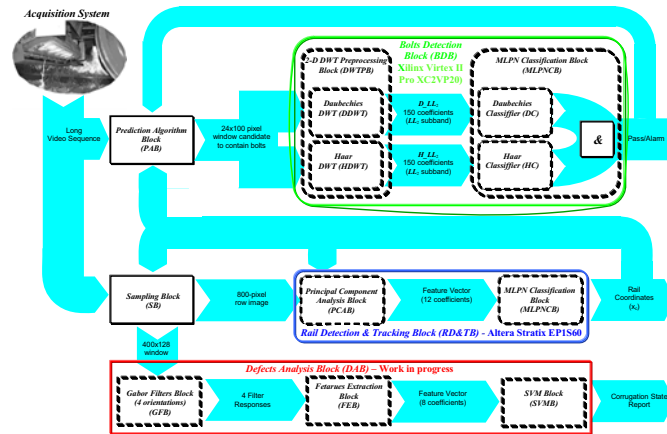 Acquisition System
Bolts Detection
Block (BDB)
Xilinx Virtex II
Pro XC2VP20)
2-D DWT Preprocessing
Block (DWTPB)
MLPN Classification Block
(MLPNCB)
Long
Video Sequence
Prediction Algorithm
Block
(PAB)
24x100 pixel
window candidate
to contain bolts
Daubechies
DWT (DDWT)
D_LL2
150 coefficients
(LL2 subband)
Daubechies
Classiffier (DC)
Haar
DWT (HDWT)
H_LL2
150 coefficients
(LL2 subband)
Haar
Classiffier (HC)
&
Pass/Alarm
Sampling Block
(SB)
800-pixel
row image
Principal Component
Analysis Block
(PCAB)
Feature Vector
(12 coefficients)
MLPN Classification
Block
(MLPNCB)
Rail
Coordinates
(xc)
Rail Detection & Tracking Block (RD&TB) - Altera Stratix EP1S60
400x128
window
Defects Analysis Block (DAB) – Work in progress
Gabor Filters Block
(4 orientations)
(GFB)
4 Filter
Responses
Fetarues Extraction
Block
(FEB)
Feature Vector
(8 coefficients)
SVM Block
(SVMB)
Corrugation State
Report